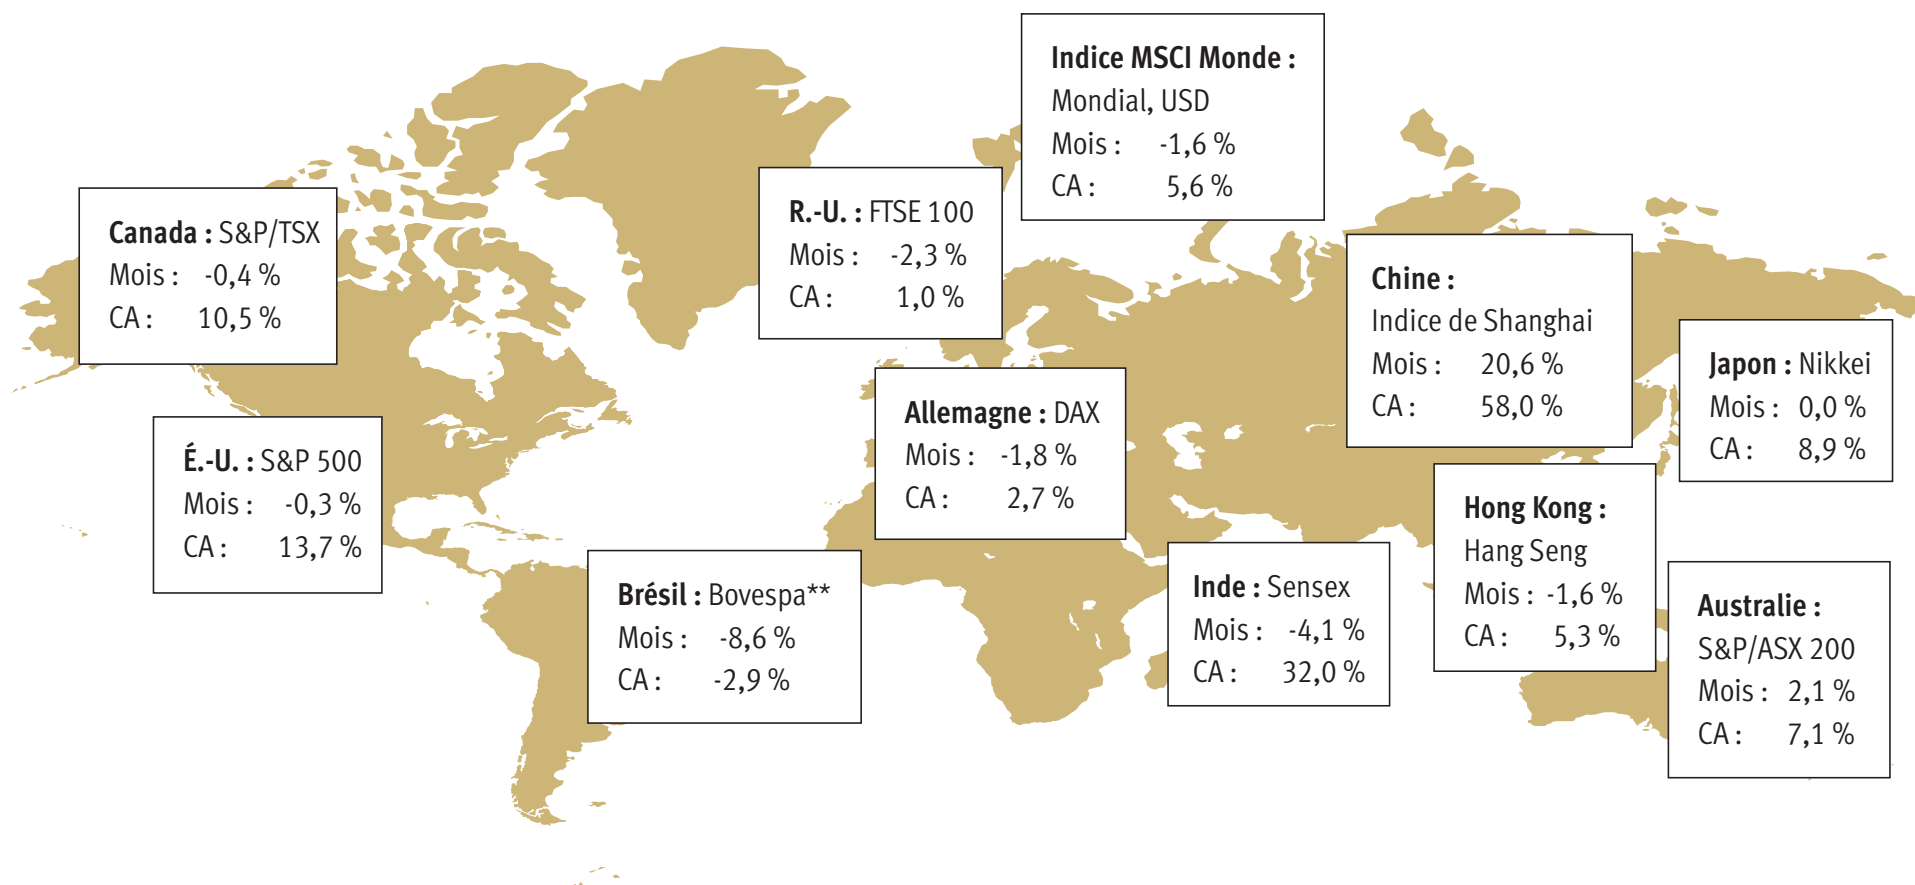 Indice MSCI Monde :
Mondial, USD
Mois : -1,6 %
CA : 5,6 %
Canada : S&P/TSX
Mois : -0,4 %
CA : 10,5 %
R.-U. : FTSE 100
Mois : -2,3 %
CA : 1,0 %
Chine :
Indice de Shanghai
Mois : 20,6 %
CA : 58,0 %
Japon : Nikkei
Mois : 0,0 %
CA : 8,9 %
Allemagne : DAX
Mois : -1,8 %
CA : 2,7 %
É.-U. : S&P 500
Mois : -0,3 %
CA : 13,7 %
Hong Kong :
Hang Seng
Mois : -1,6 %
CA : 5,3 %
Brésil : Bovespa**
Mois : -8,6 %
CA : -2,9 %
Inde : Sensex
Mois : -4,1 %
CA : 32,0 %
Australie :
S&P/ASX 200
Mois : 2,1 %
CA : 7,1 %